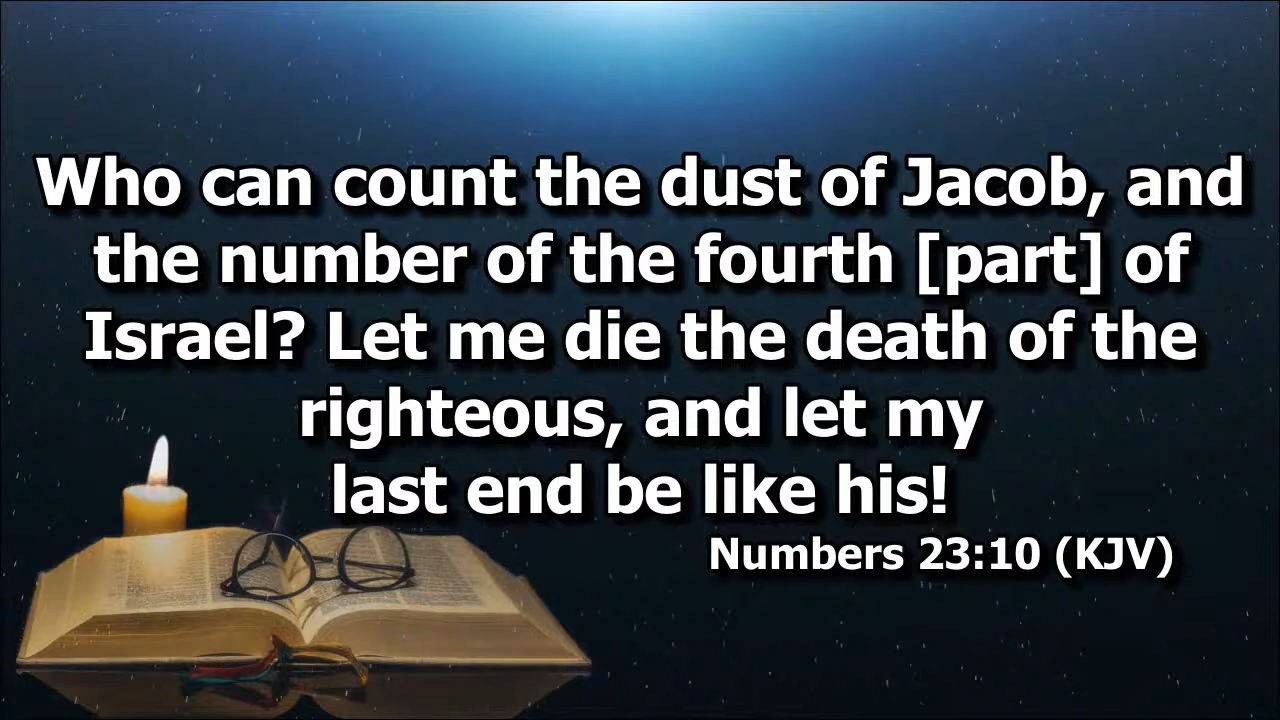 Who can count the dust of Jacob, and
the number of the fourth [part] of
Israel? Let me die the death of the
righteous, and let my
last end be like his!
Numbers 23:10 (KJV)